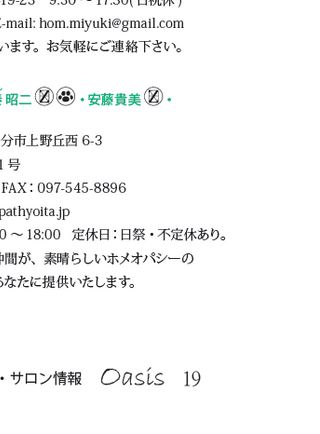 19-23 9:30 〜 17:30( 日祝休 )
E-mail: hom.miyuki@gmail.com
います。お気軽にご連絡下さい。
昭二 ・安藤貴美 ・
分市上野丘西 6-3
1 号
FAX：097-545-8896
pathyoita.jp
0 〜 18:00 定休日：日祭・不定休あり。
仲間が、素晴らしいホメオパシーの
あなたに提供いたします。
・サロン情報 Oasis 19